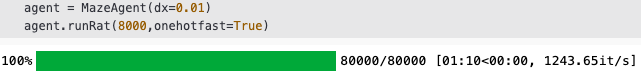 agent = MazeAgent(dx=0.01)
agent.runRat(8000,onehotfast=True)
100% 80000/80000 [01:10<00:00, 1243.65it/s]